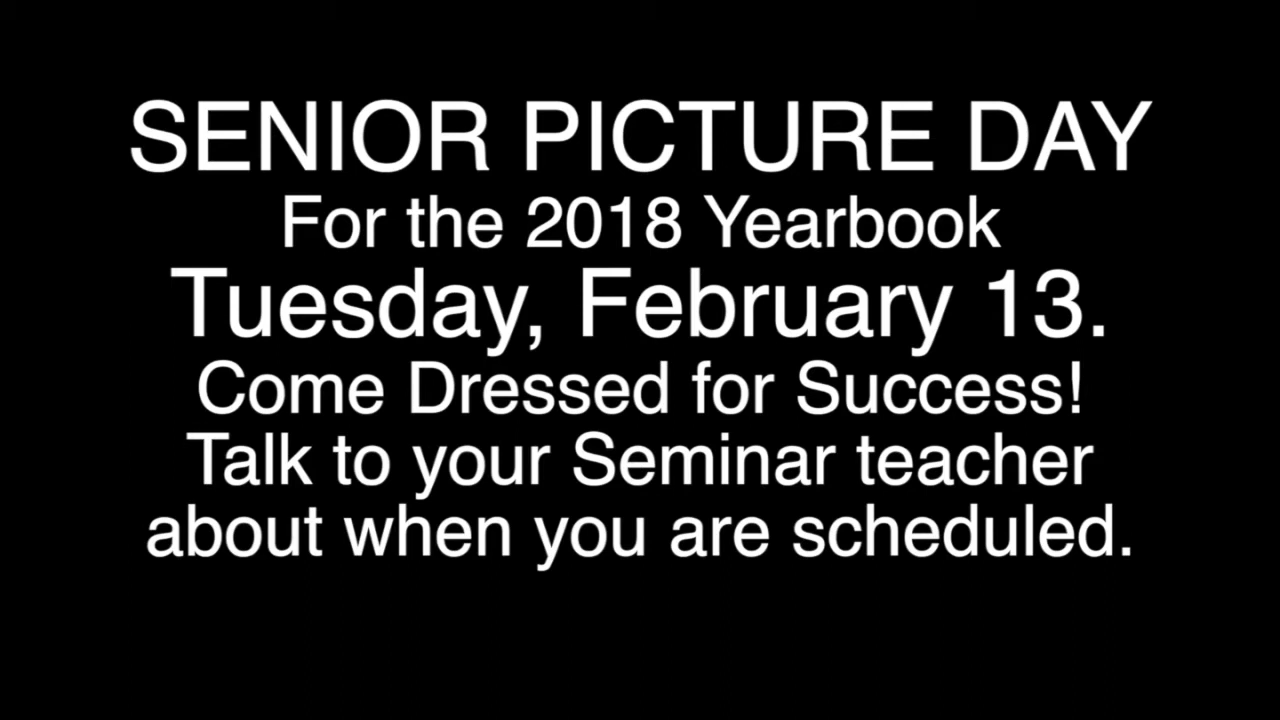 SENIOR PICTURE DAY
For the 2018 Yearbook
Tuesday, February 13.
Come Dressed for Success!
Talk to your Seminar teacher
about when you are scheduled.